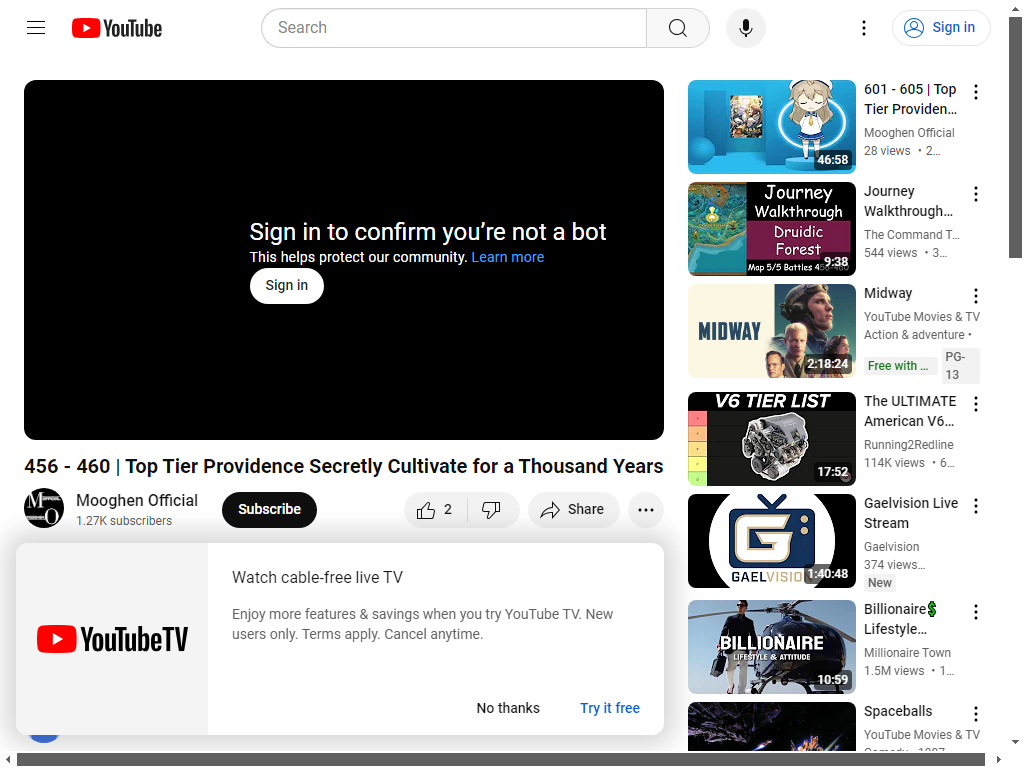 YouTube
Search
Sign in
Sign in to confirm you’re not a bot
This helps protect our community. Learn more
Sign in
456 - 460 | Top Tier Providence Secretly Cultivate for a Thousand Years
Mooghen Official
1.27K subscribers
Subscribe
2
Share
Watch cable-free live TV
Enjoy more features & savings when you try YouTube TV. New
users only. Terms apply. Cancel anytime.
YouTubeTV
No thanks
Try it free
46:58
601 - 605 | Top
Tier Providen…
Mooghen Official
28 views • 2…
Journey
Walkthrough
Druidic
Forest
Map 5/5 Battles 456-460
9:38
Journey
Walkthrough…
The Command T…
544 views • 3…
MIDWAY
2:18:24
Midway
YouTube Movies & TV
Action & adventure •
Free with …
PG-
13
V6 TIER LIST
17:52
The ULTIMATE
American V6…
Running2Redline
114K views • 6…
G
GAELVISIO
1:40:48
Gaelvision Live
Stream
Gaelvision
374 views…
New
BILLIONAIRE
LIFESTYLE & ATTITUDE
10:59
Billionaire💲
Lifestyle…
Millionaire Town
1.5M views • 1…
Spaceballs
YouTube Movies & TV